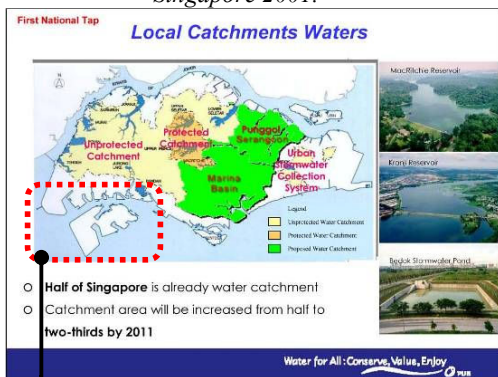 Singapore 2001.
First National Tap
Local Catchments Waters
MacRitchie Reservoir
Unprotected
Catchment
Protected
Catchment
Punggol
Serangoon
Urban
Stormwater
Collection
System
Marina
Basin
Legend
Unprotected Water Catchment
Protected Water Catchment
Proposed Water Catchment
Kranji Reservoir
Bedok Stormwater Pond
Half of Singapore is already water catchment
Catchment area will be increased from half to
two-thirds by 2011
Water for All : Conserve, Value, Enjoy
PUB